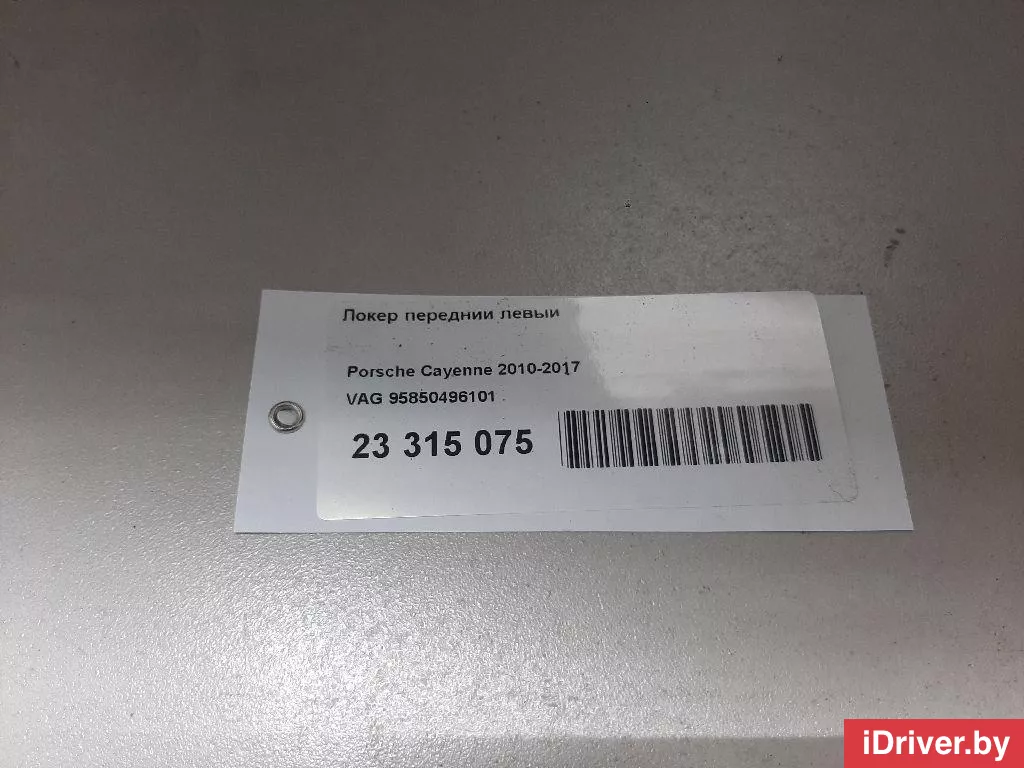 Локер передний левый
Porsche Cayenne 2010-2017
VAG 95850496101
23 315 075
iDriver.by